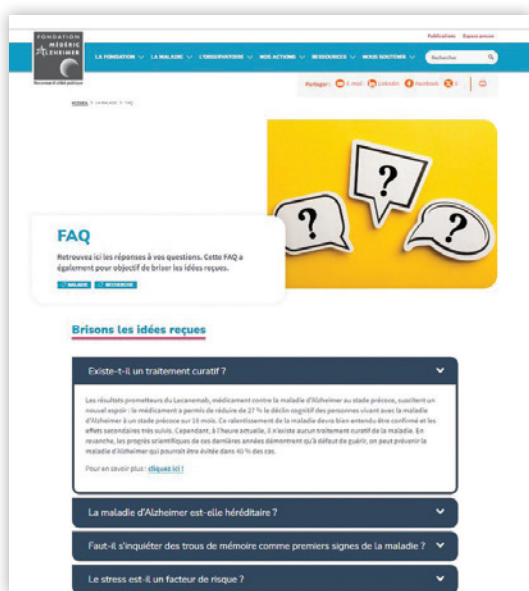 Publications Espace presse
FONDATION
MÉDÉRIC
ALZHEIMER
Reconnue d'utilité publique
LA FONDATION LA MALADIE L'OBSERVATOIRE NOS ACTIONS RESSOURCES NOUS SOUTENIR Rechercher
Partager : E-mail LinkedIn Facebook X
ACCUEIL > LA MALADIE > FAQ
? ? ?
FAQ
Retrouvez ici les réponses à vos questions. Cette FAQ a
également pour objectif de briser les idées reçues.
MALADIE RECHERCHE
Brisons les idées reçues
Existe-t-il un traitement curatif ?
Les résultats prometteurs du Lecanemab, médicament contre la maladie d'Alzheimer au stade précoce, suscitent un
nouvel espoir : le médicament a permis de réduire de 27 % le déclin cognitif des personnes vivant avec la maladie
d'Alzheimer à un stade précoce sur 18 mois. Ce ralentissement de la maladie devra bien entendu être confirmé et les
effets secondaires très suivis. Cependant, à l'heure actuelle, il n'existe aucun traitement curatif de la maladie. En
revanche, les progrès scientifiques de ces dernières années démontrent qu'à défaut de guérir, on peut prévenir la
maladie d'Alzheimer qui pourrait être évitée dans 40 % des cas.
Pour en savoir plus : cliquez ici !
La maladie d'Alzheimer est-elle héréditaire ?
Faut-il s'inquiéter des trous de mémoire comme premiers signes de la maladie ?
Le stress est-il un facteur de risque ?